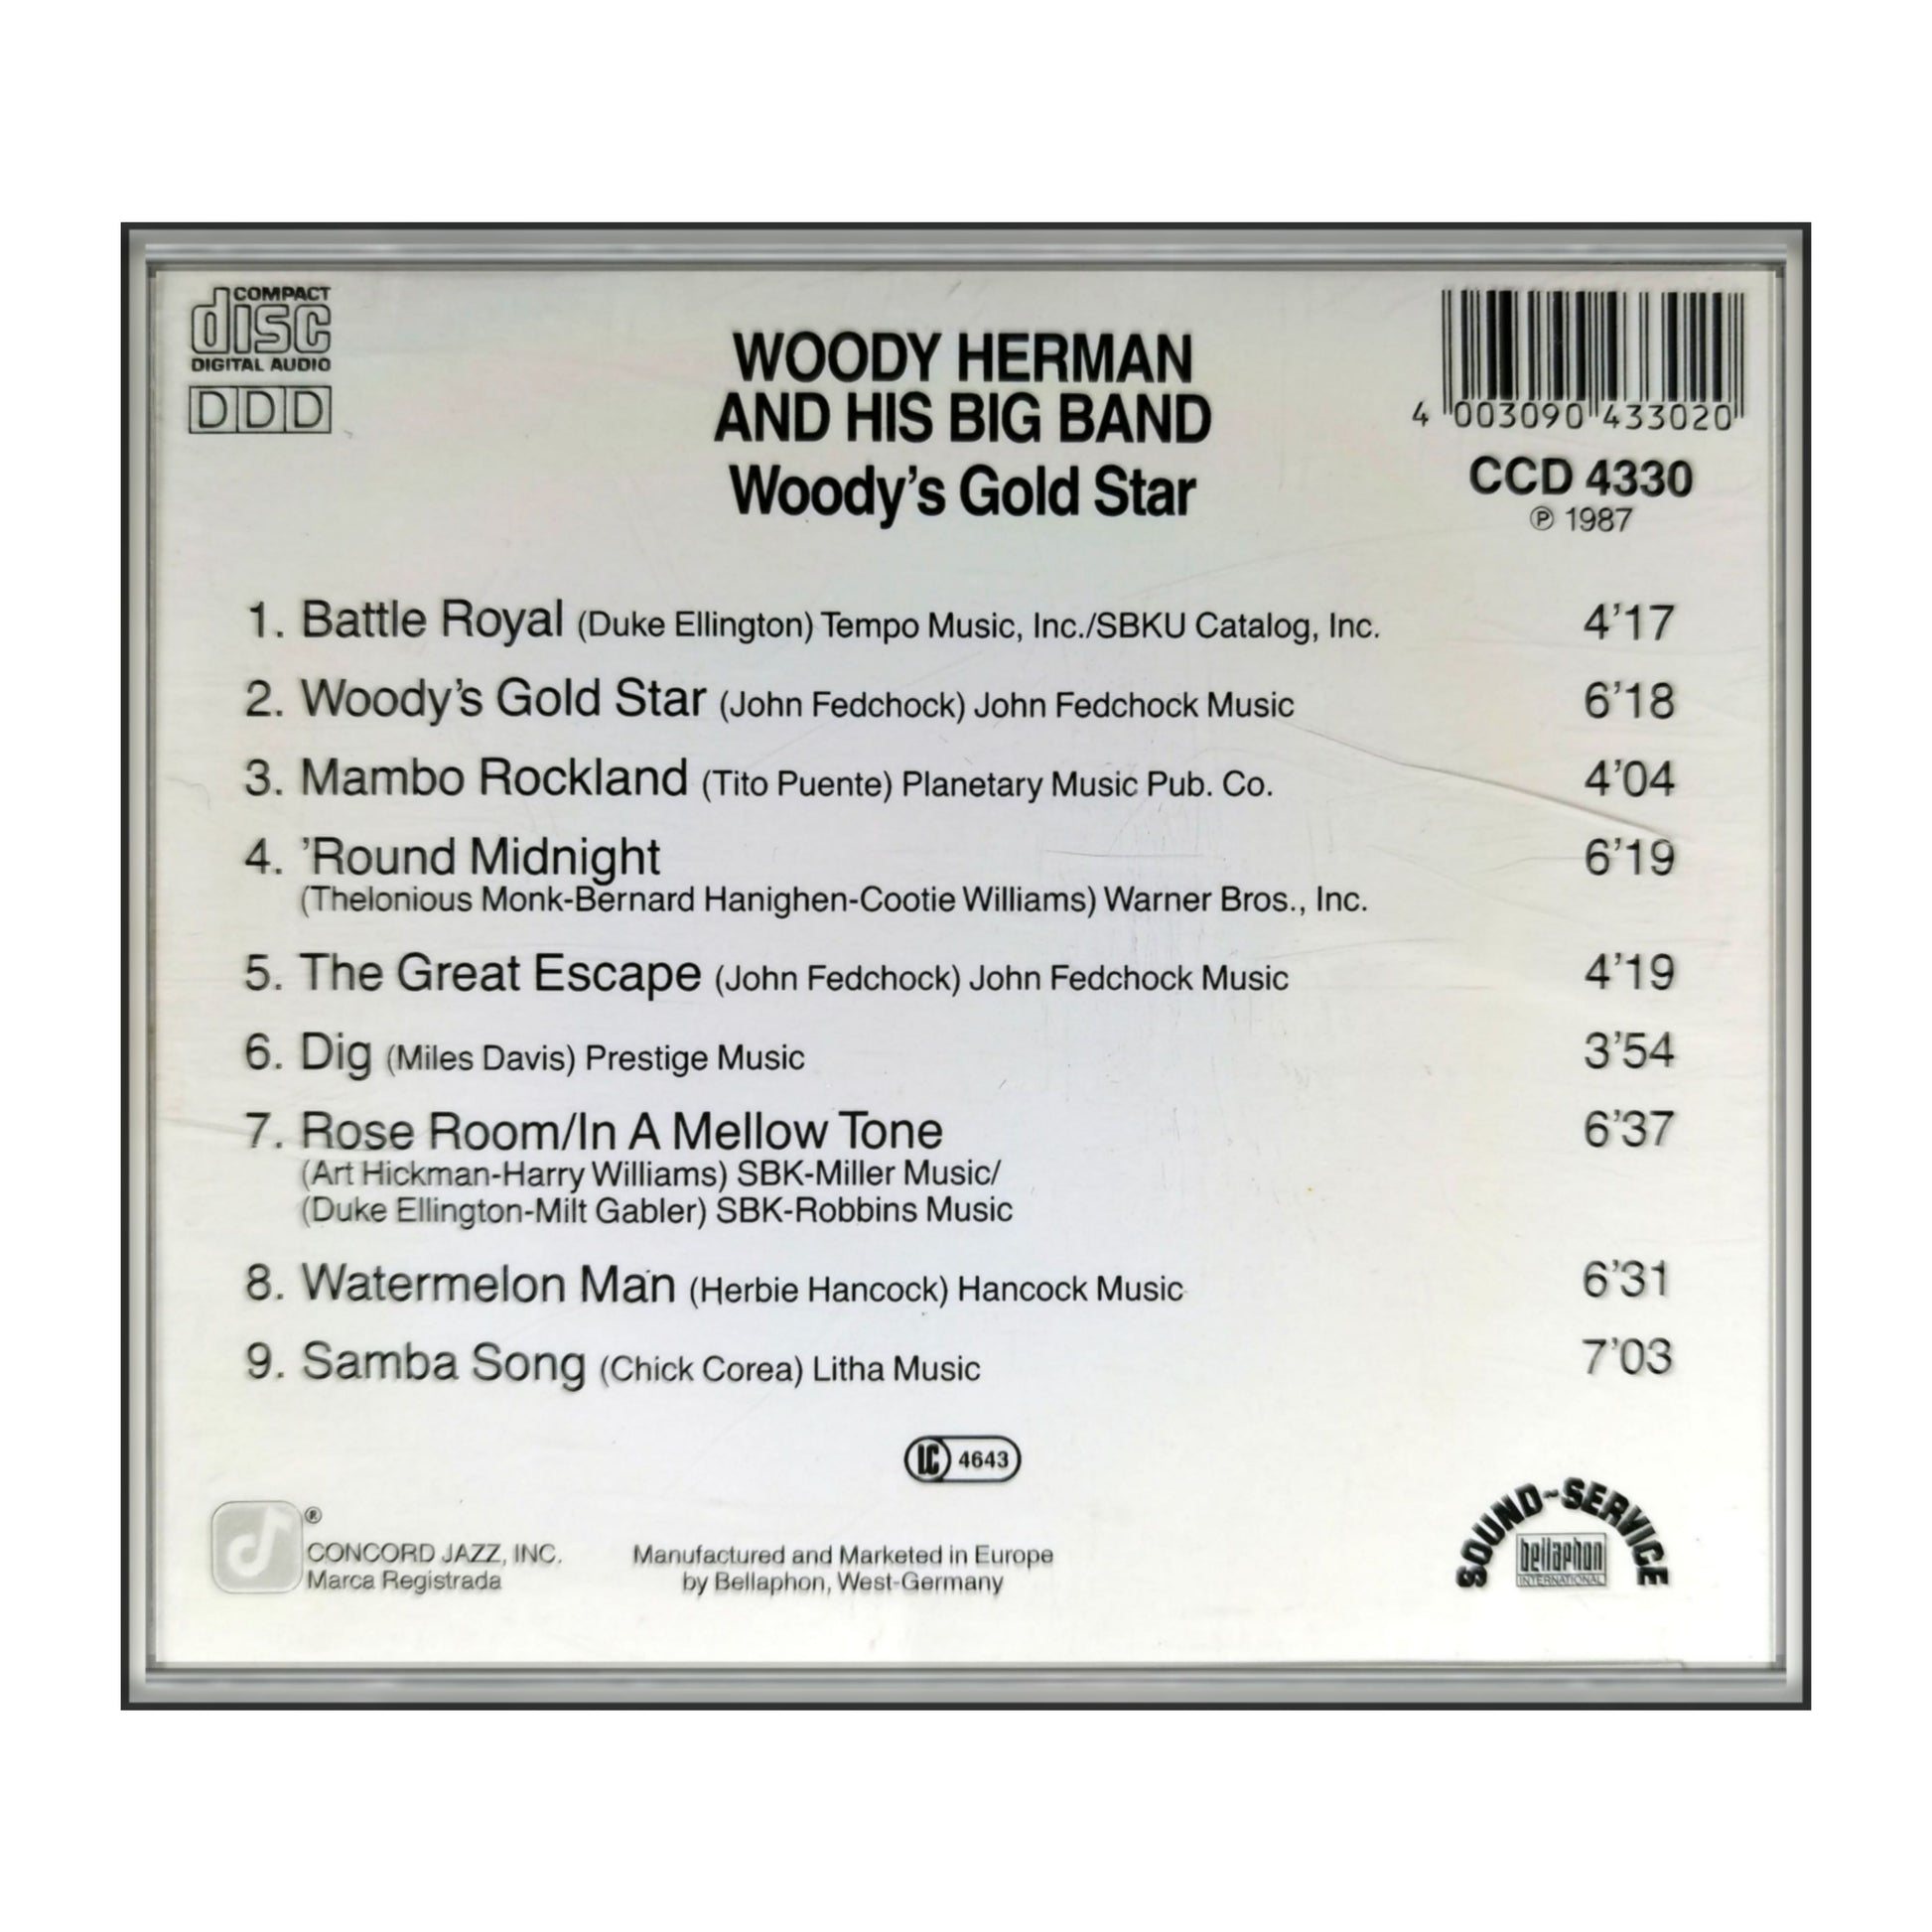 COMPACT
disc
DIGITAL AUDIO
DDD
WOODY HERMAN
AND HIS BIG BAND
Woody's Gold Star
4 003090 433020
CCD 4330
℗ 1987
1. Battle Royal (Duke Ellington) Tempo Music, Inc./SBKU Catalog, Inc. 4'17
2. Woody's Gold Star (John Fedchock) John Fedchock Music 6'18
3. Mambo Rockland (Tito Puente) Planetary Music Pub. Co. 4'04
4. 'Round Midnight 6'19
(Thelonious Monk-Bernard Hanighen-Cootie Williams) Warner Bros., Inc.
5. The Great Escape (John Fedchock) John Fedchock Music 4'19
6. Dig (Miles Davis) Prestige Music 3'54
7. Rose Room/In A Mellow Tone 6'37
(Art Hickman-Harry Williams) SBK-Miller Music/
(Duke Ellington-Milt Gabler) SBK-Robbins Music
8. Watermelon Man (Herbie Hancock) Hancock Music 6'31
9. Samba Song (Chick Corea) Litha Music 7'03
LC 4643
®
CONCORD JAZZ, INC.
Marca Registrada
Manufactured and Marketed in Europe
by Bellaphon, West-Germany
SOUND-SERVICE
bellaphon
INTERNATIONAL